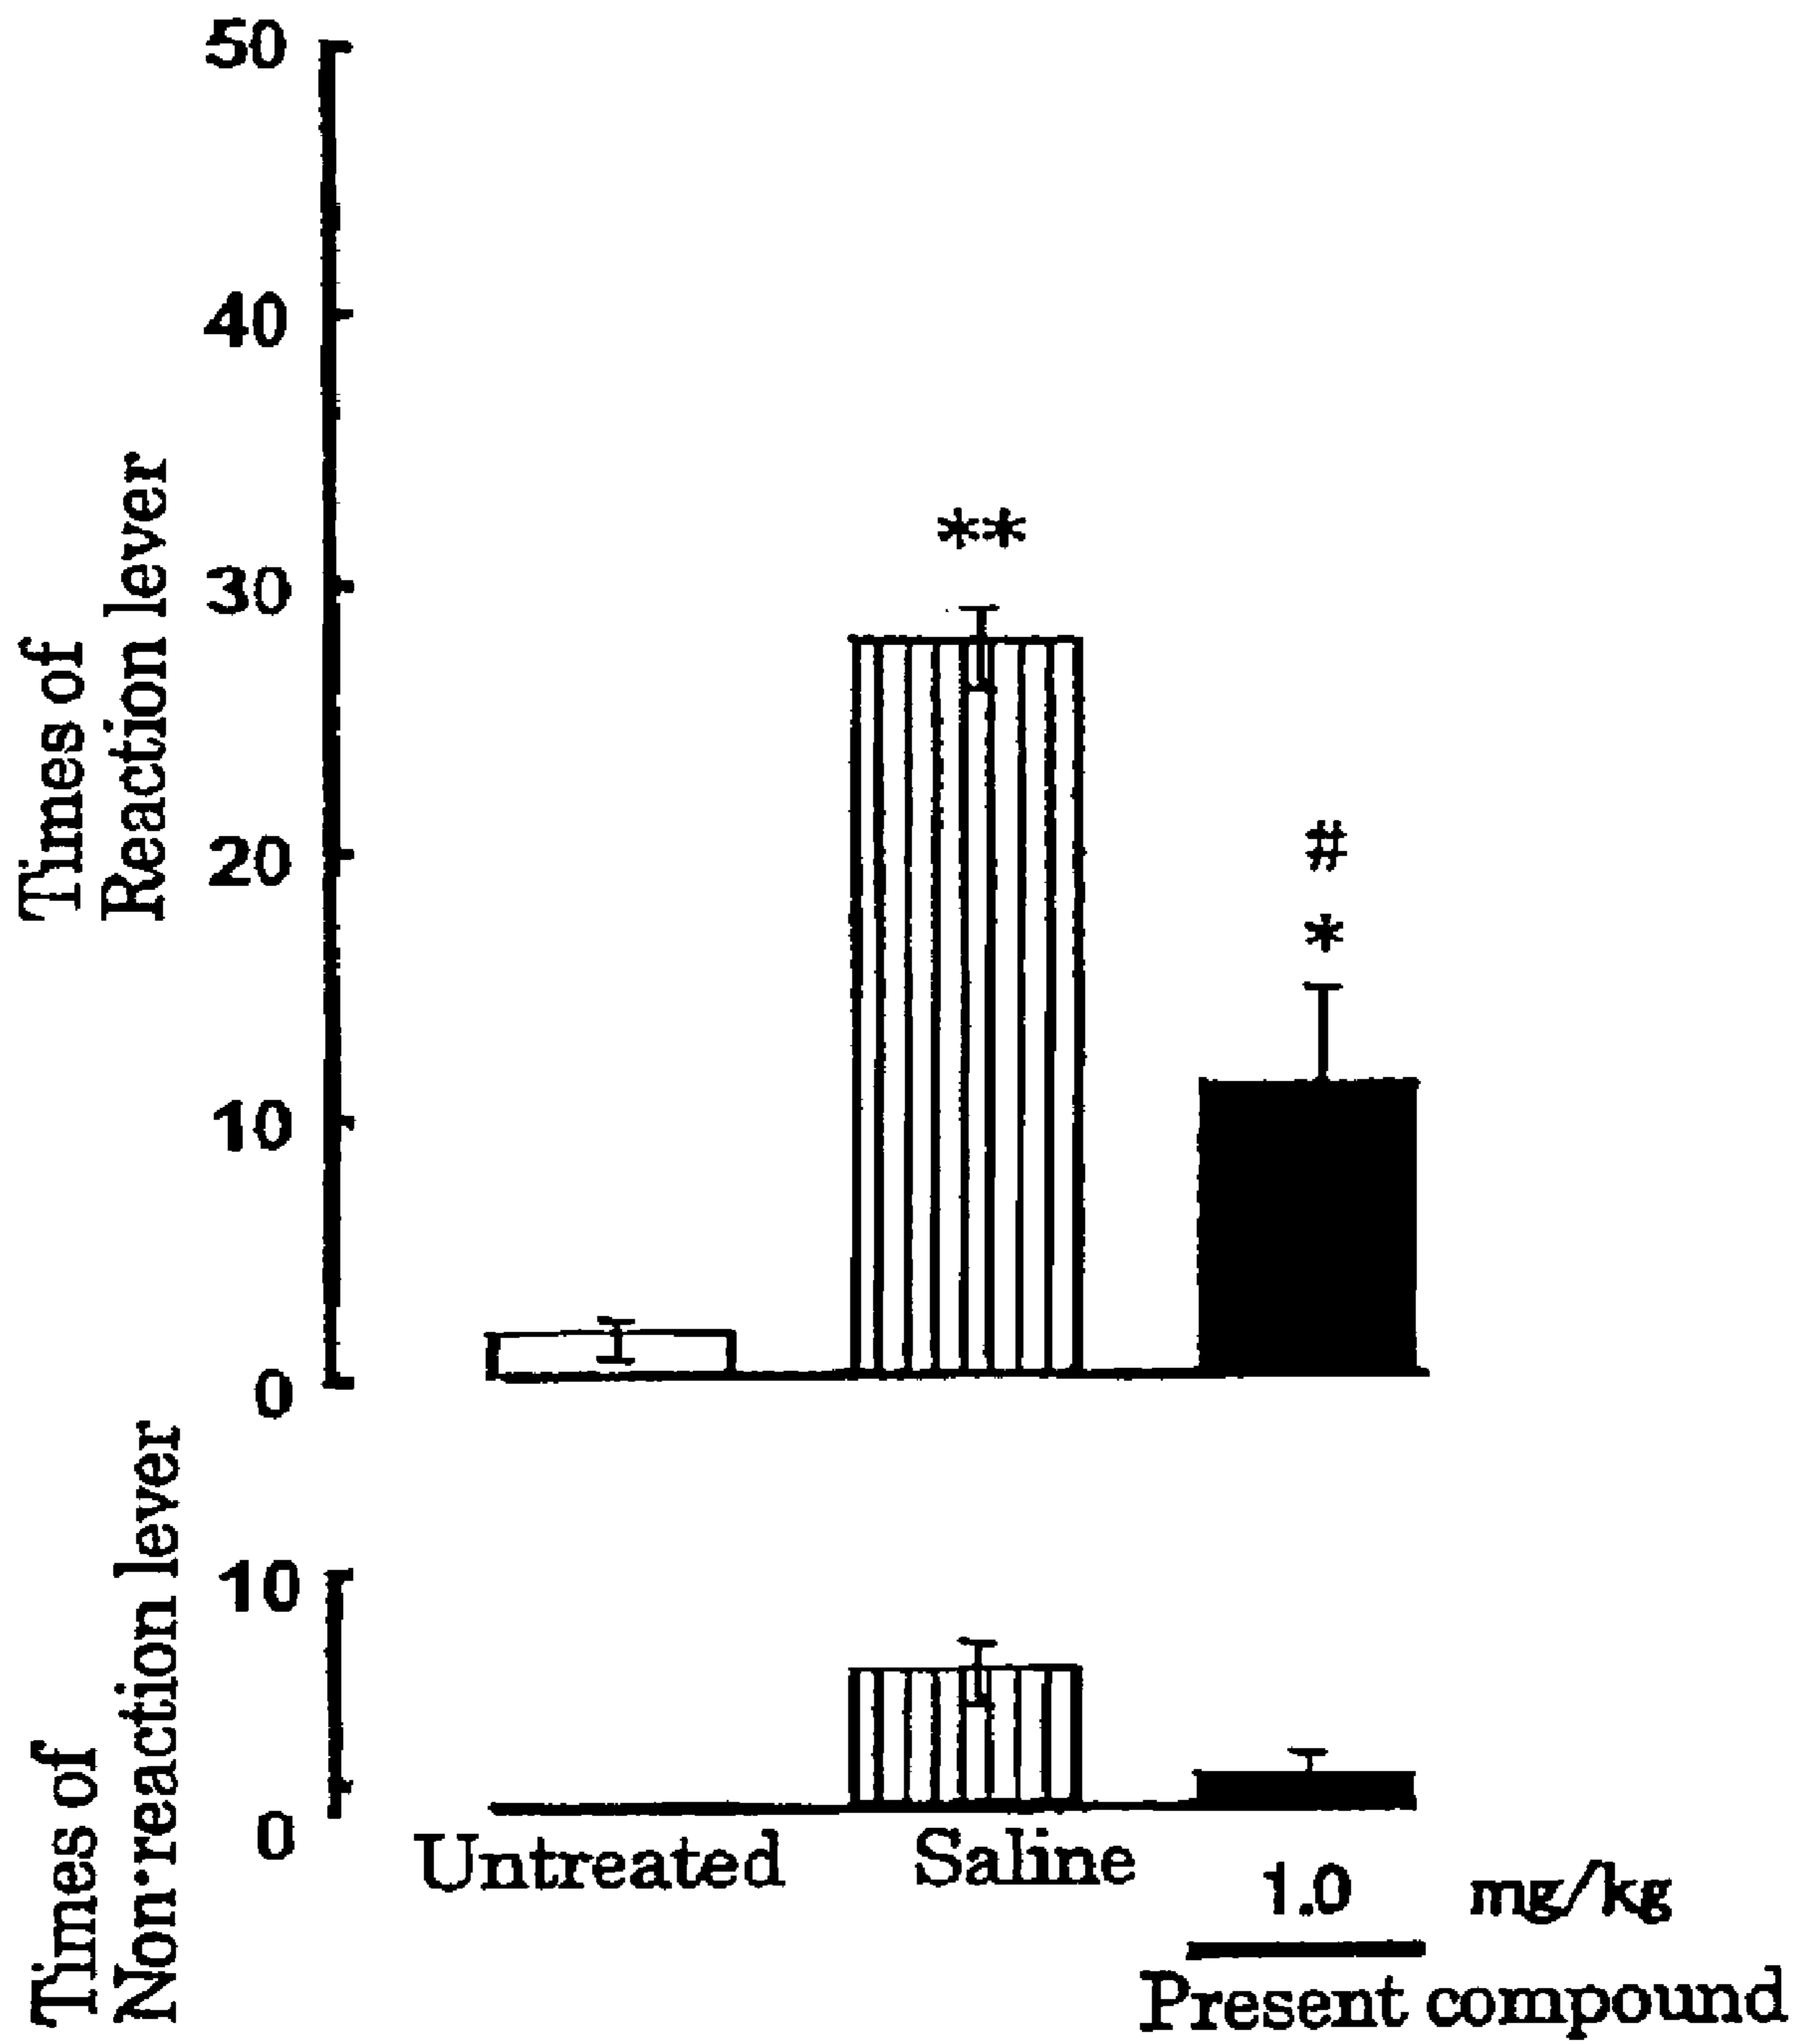 50
40
30
20
10
0
Times of
Reaction lever
**
#
*
10
0
Times of
Non-reaction lever
Untreated
Saline
1.0 mg/kg
Present compound